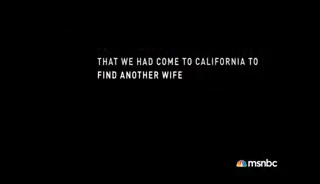 THAT WE HAD COME TO CALIFORNIA TO
FIND ANOTHER WIFE
msnbc